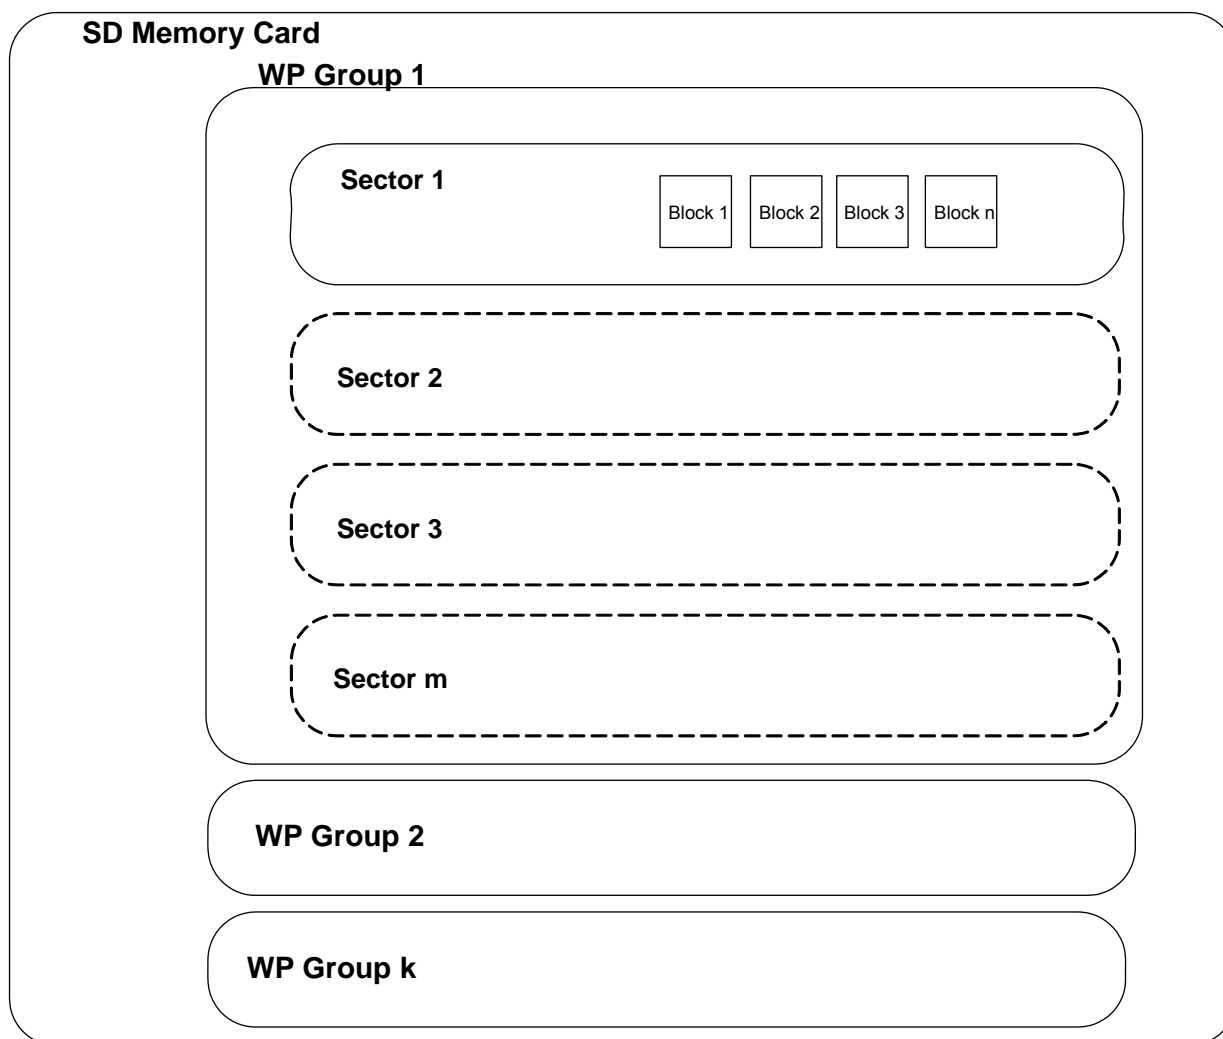 SD Memory Card
WP Group 1
Sector 1
Block 1 Block 2 Block 3 Block n
Sector 2
Sector 3
Sector m
WP Group 2
WP Group k